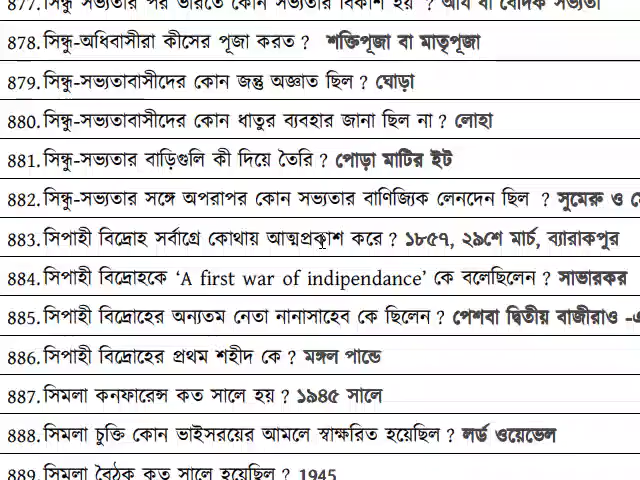 877. সিন্ধু সভ্যতার পর ভারতে কোন সভ্যতার বিকাশ হয় ? আর্য বা বৈদিক সভ্যতা
878. সিন্ধু-অধিবাসীরা কীসের পূজা করত ? শক্তিপূজা বা মাতৃপূজা
879. সিন্ধু-সভ্যতাবাসীদের কোন জন্তু অজ্ঞাত ছিল ? ঘোড়া
880. সিন্ধু-সভ্যতাবাসীদের কোন ধাতুর ব্যবহার জানা ছিল না ? লোহা
881. সিন্ধু-সভ্যতার বাড়িগুলি কী দিয়ে তৈরি ? পোড়া মাটির ইট
882. সিন্ধু-সভ্যতার সঙ্গে অপরাপর কোন সভ্যতার বাণিজ্যিক লেনদেন ছিল ? সুমেরু ও
883. সিপাহী বিদ্রোহ সর্বাগ্রে কোথায় আত্মপ্রকাশ করে ? ১৮৫৭, ২৯শে মার্চ, ব্যারাকপুর
884. সিপাহী বিদ্রোহকে ‘A first war of indipendance’ কে বলেছিলেন ? সাভারকর
885. সিপাহী বিদ্রোহের অন্যতম নেতা নানাসাহেব কে ছিলেন ? পেশবা দ্বিতীয় বাজীরাও
886. সিপাহী বিদ্রোহের প্রথম শহীদ কে ? মঙ্গল পান্ডে
887. সিমলা কনফারেন্স কত সালে হয় ? ১৯৪৫ সালে
888. সিমলা চুক্তি কোন ভাইসরয়ের আমলে স্বাক্ষরিত হয়েছিল ? লর্ড ওয়েভেল
889. সিমলা বৈঠক কত সালে হয়েছিল ? 1945